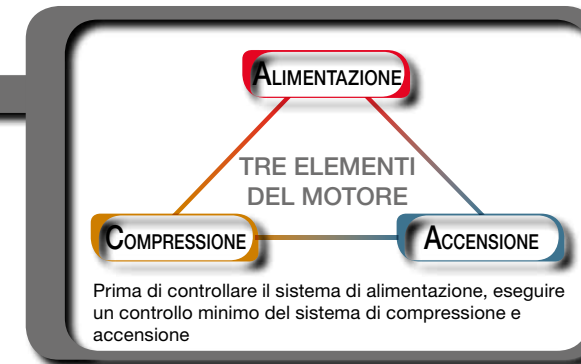 ALIMENTAZIONE
TRE ELEMENTI
DEL MOTORE
COMPRESSIONE
ACCENSIONE
Prima di controllare il sistema di alimentazione, eseguire
un controllo minimo del sistema di compressione e
accensione